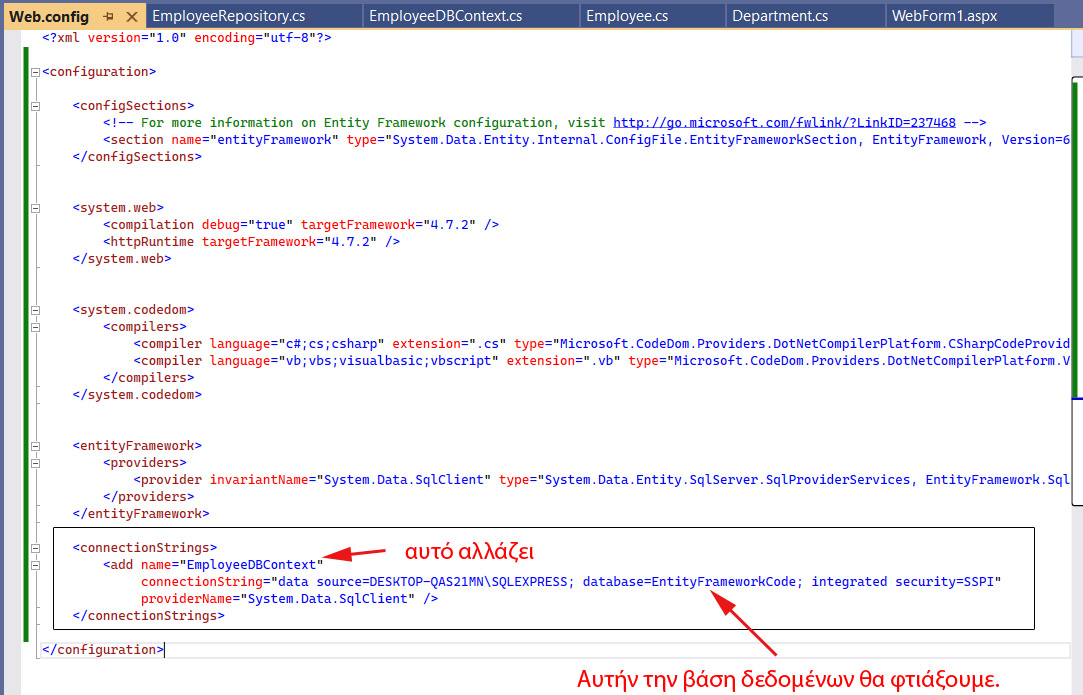 Web.config EmployeeRepository.cs EmployeeDBContext.cs Employee.cs Department.cs WebForm1.aspx
<?xml version="1.0" encoding="utf-8"?>
<configuration>
<configSections>
<!-- For more information on Entity Framework configuration, visit http://go.microsoft.com/fwlink/?LinkID=237468 -->
<section name="entityFramework" type="System.Data.Entity.Internal.ConfigFile.EntityFrameworkSection, EntityFramework, Version=6
</configSections>
<system.web>
<compilation debug="true" targetFramework="4.7.2" />
<httpRuntime targetFramework="4.7.2" />
</system.web>
<system.codedom>
<compilers>
<compiler language="c#;cs;csharp" extension=".cs" type="Microsoft.CodeDom.Providers.DotNetCompilerPlatform.CSharpCodeProvid
<compiler language="vb;vbs;visualbasic;vbscript" extension=".vb" type="Microsoft.CodeDom.Providers.DotNetCompilerPlatform.V
</compilers>
</system.codedom>
<entityFramework>
<providers>
<provider invariantName="System.Data.SqlClient" type="System.Data.Entity.SqlServer.SqlProviderServices, EntityFramework.Sql
</providers>
</entityFramework>
<connectionStrings>
αυτό αλλάζει
<add name="EmployeeDBContext"
connectionString="data source=DESKTOP-QAS21MN\SQLEXPRESS; database=EntityFrameworkCode; integrated security=SSPI"
providerName="System.Data.SqlClient" />
</connectionStrings>
</configuration>
Αυτήν την βάση δεδομένων θα φτιάξουμε.